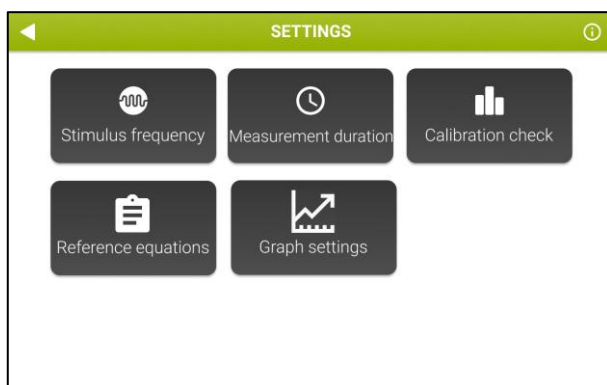 SETTINGS
Stimulus frequency
Measurement duration
Calibration check
Reference equations
Graph settings